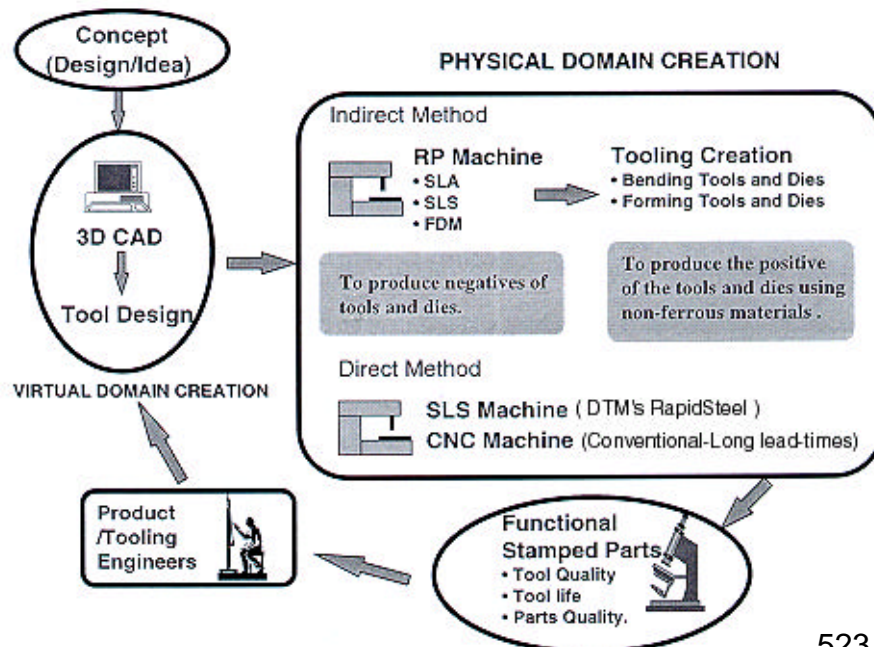 Concept
(Design/Idea)
3D CAD
Tool Design
VIRTUAL DOMAIN CREATION
PHYSICAL DOMAIN CREATION
Indirect Method
RP Machine
• SLA
• SLS
• FDM
Tooling Creation
• Bending Tools and Dies
• Forming Tools and Dies
To produce negatives of
tools and dies.
To produce the positive
of the tools and dies using
non-ferrous materials .
Direct Method
SLS Machine ( DTM's RapidSteel )
CNC Machine (Conventional-Long lead-times)
Functional
Stamped Parts
• Tool Quality
• Tool life
• Parts Quality.
Product
/Tooling
Engineers
523